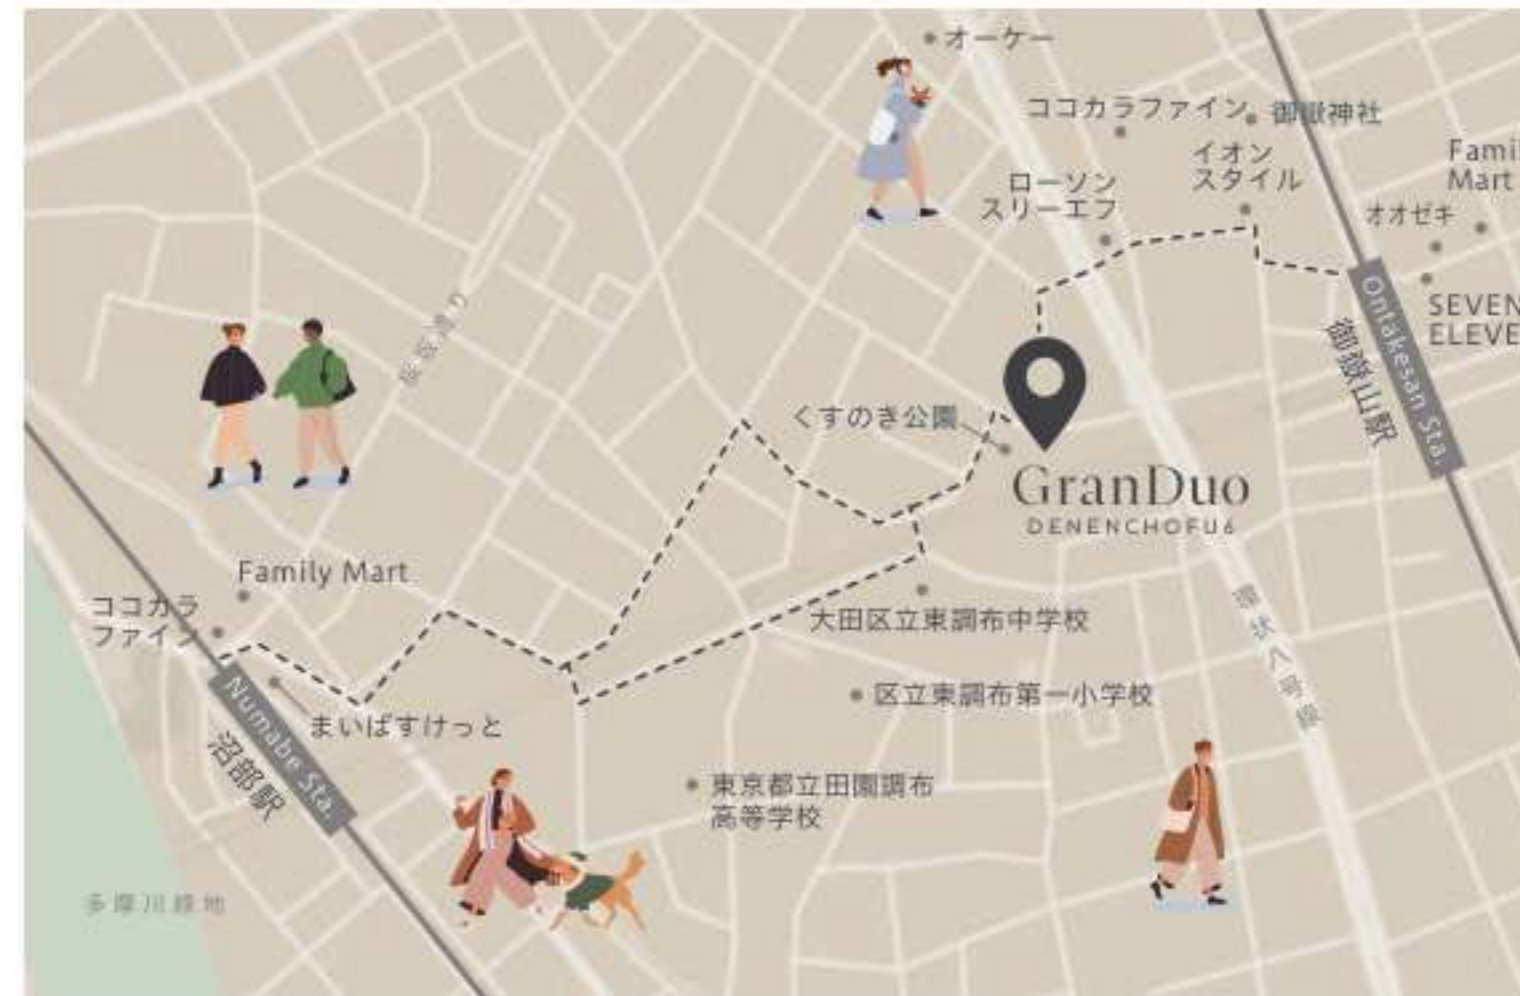 オーケー
ココカラファイン
御嶽神社
イオン
スタイル
Famil
Mart
ローソン
スリーエフ
オオゼキ
SEVEN
ELEVE
Ontakesan Sta.
御嶽山駅
桜坂通り
くすのき公園
GranDuo
DENENCHOFU6
Family Mart
ココカラ
ファイン
大田区立東調布中学校
環状八号線
区立東調布第一小学校
まいばすけっと
Numabe Sta.
沼部駅
東京都立田園調布
高等学校
多摩川緑地